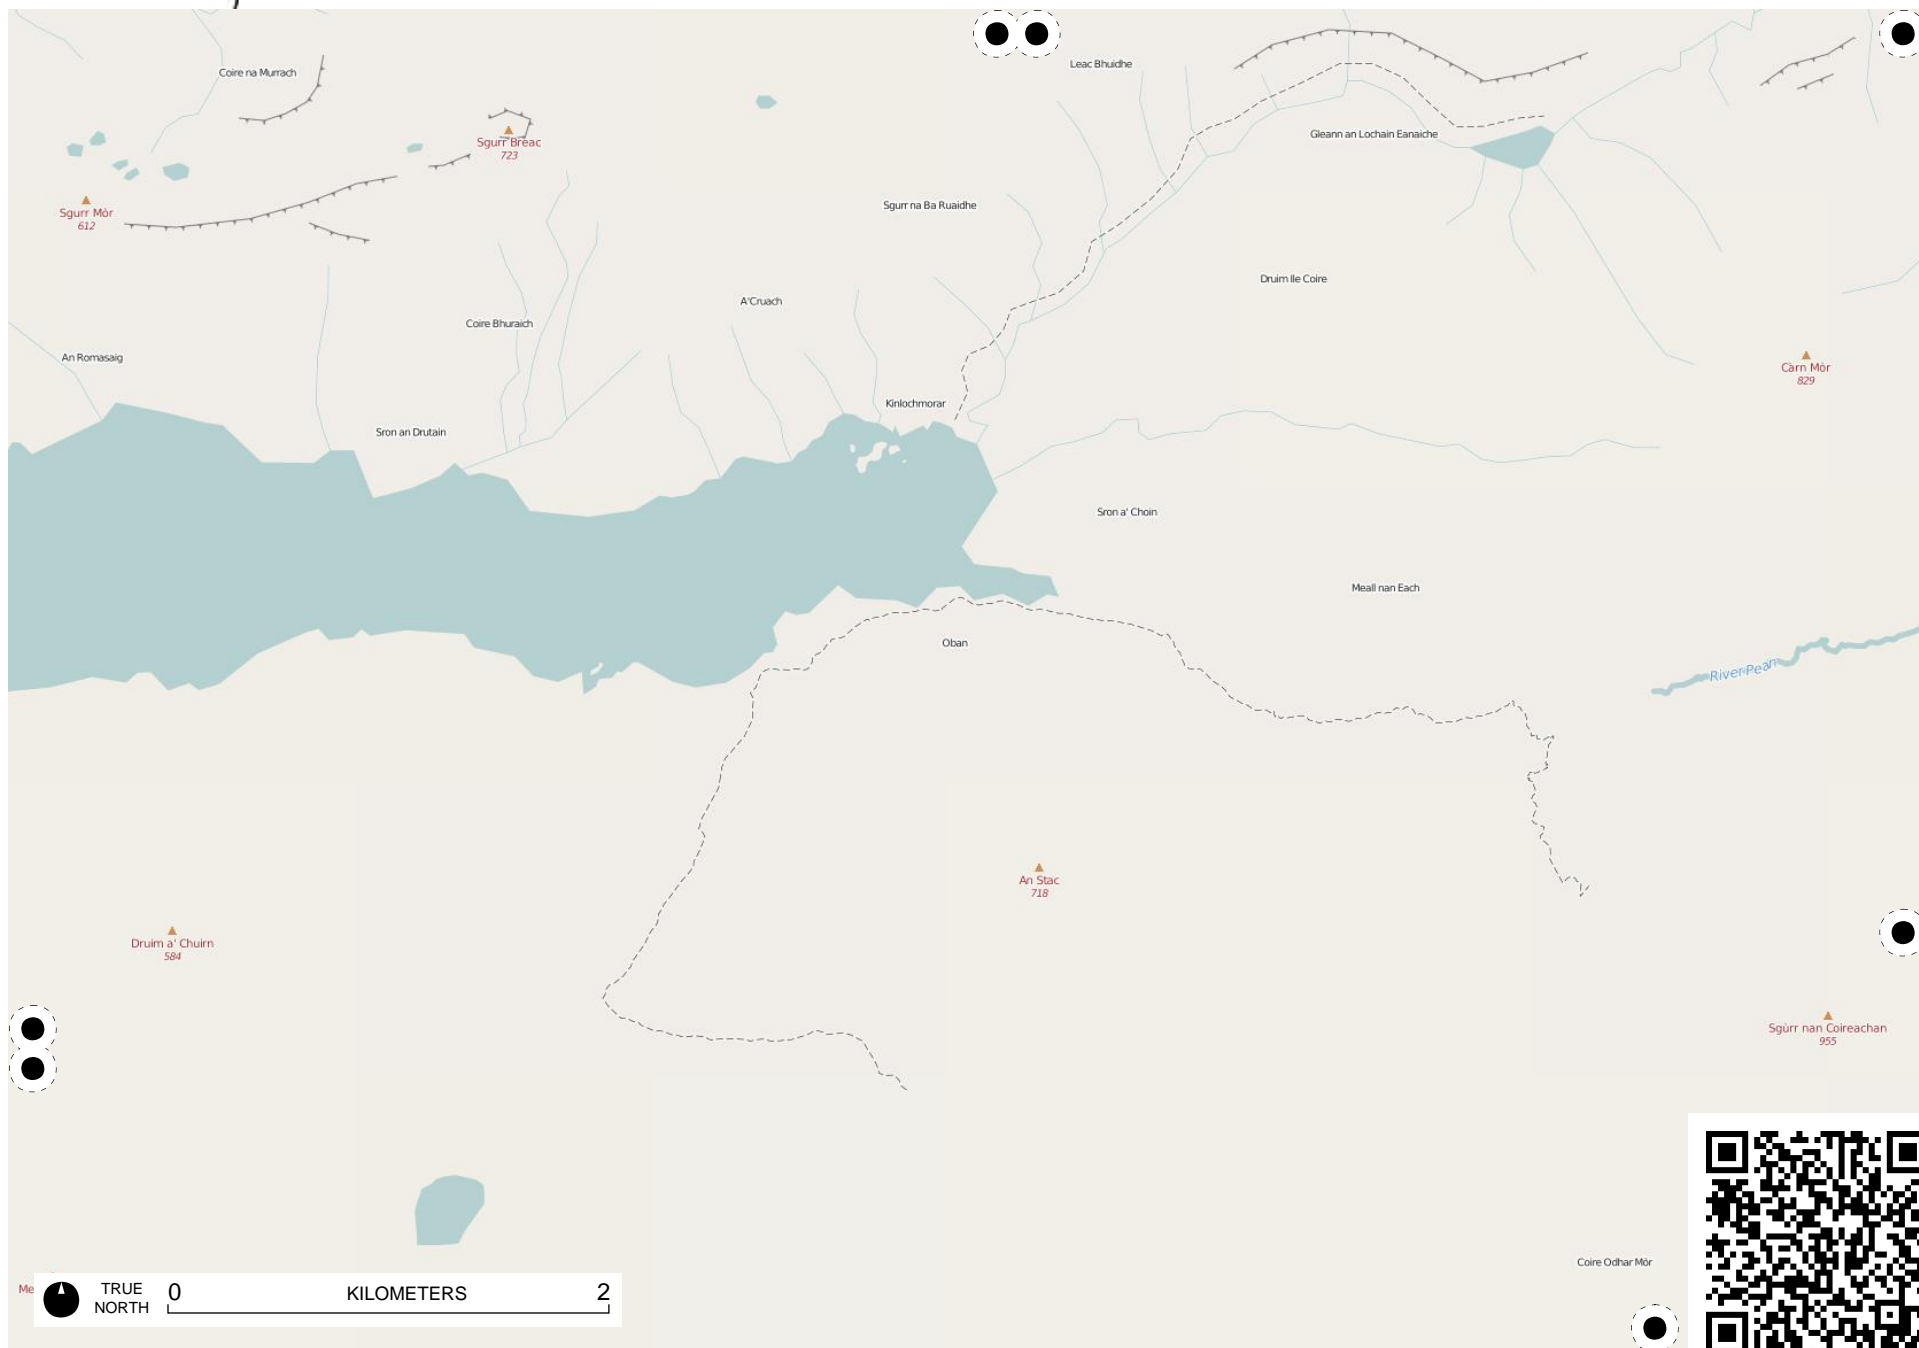 Leac Bhuidhe
Coire na Murrach
Gleann an Lochain Eanaiche
Sgurr Breac
723
Sgurr na Ba Ruaidhe
Sgurr Mòr
612
Druim Ile Coire
A'Cruach
Coire Bhuraich
An Romasaig
Càrn Mòr
829
Kinlochmorar
Sron an Drutain
Sron a' Choin
Meall nan Each
Oban
River Pean
An Stac
718
Druim a' Chuirn
584
Sgùrr nan Coireachan
955
Coire Odhar Mòr
Me
TRUE
NORTH
0 KILOMETERS 2